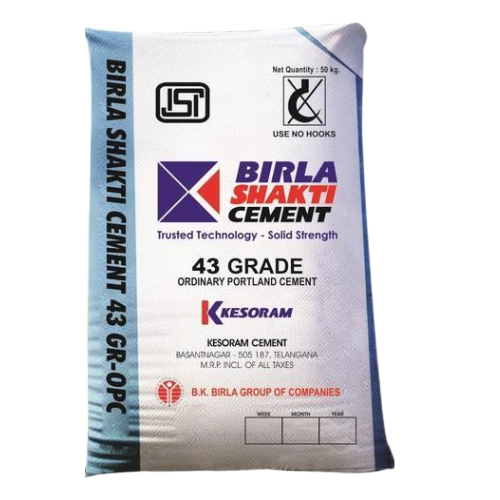 BIRLA SHAKTI CEMENT 43 GR-OPC
ISI
Net Quantity : 50 kg.
USE NO HOOKS
BIRLA
SHAKTI
CEMENT
Trusted Technology - Solid Strength
43 GRADE
ORDINARY PORTLAND CEMENT
KESORAM
KESORAM CEMENT
BASANTNAGAR - 505 187, TELANGANA
M.R.P. INCL. OF ALL TAXES
B.K. BIRLA GROUP OF COMPANIES
WEEK MONTH YEAR